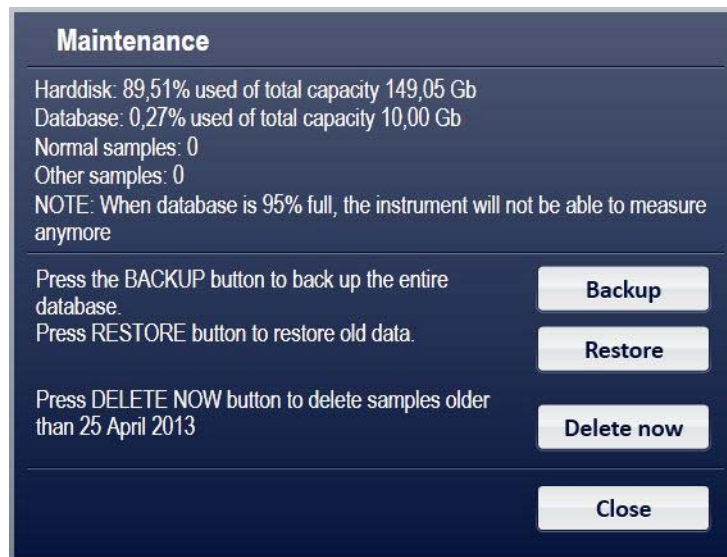 Maintenance
Harddisk: 89,51% used of total capacity 149,05 Gb
Database: 0,27% used of total capacity 10,00 Gb
Normal samples: 0
Other samples: 0
NOTE: When database is 95% full, the instrument will not be able to measure
anymore
Press the BACKUP button to back up the entire
database.
Backup
Press RESTORE button to restore old data.
Restore
Press DELETE NOW button to delete samples older
than 25 April 2013
Delete now
Close